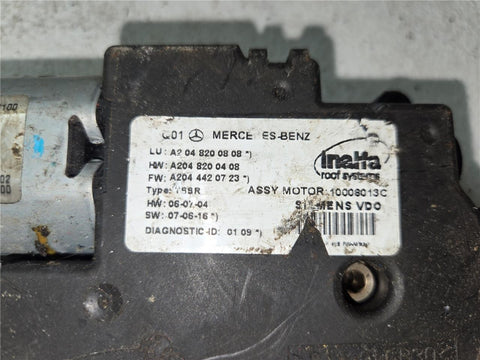 100
Q01 MERCEDES-BENZ
LU: A2 04 820 08 08 *)
HW: A204 820 04 08
FW: A204 442 07 23 *)
Type:
HW: 06-07-04
SW: 07-06-16 *)
DIAGNOSTIC-ID: 01 09 *)
inalfa
roof systems
ASSY MOTOR 10008013C
SIEMENS VDO